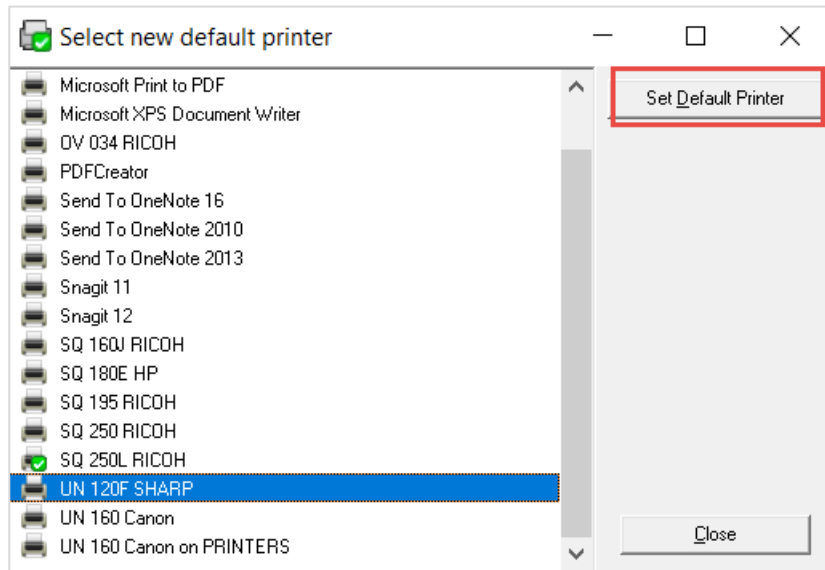 Select new default printer
Set Default Printer
Microsoft Print to PDF
Microsoft XPS Document Writer
OV 034 RICOH
PDFCreator
Send To OneNote 16
Send To OneNote 2010
Send To OneNote 2013
Snagit 11
Snagit 12
SQ 160J RICOH
SQ 180E HP
SQ 195 RICOH
SQ 250 RICOH
SQ 250L RICOH
UN 120F SHARP
UN 160 Canon
UN 160 Canon on PRINTERS
Close